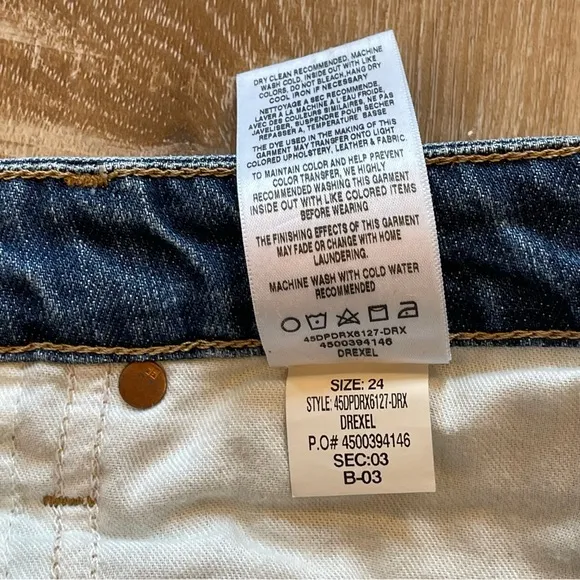 DRY CLEAN RECOMMENDED, MACHINE
WASH COLD, INSIDE OUT WITH LIKE
COLORS, DO NOT BLEACH, HANG DRY
COOL IRON IF NECESSARY
NETTOYAGE A SEC RECOMMENDE,
LAVER A LA MACHINE A L'EAU FROIDE,
AVEC DES COULEURS SIMILAIRES, NE PAS
JAVELISER, SUSPENDRE POUR SECHER
REPASSER A, TEMPERATURE BASSE
THE DYE USED IN THE MAKING OF THIS
GARMENT MAY TRANSFER ONTO LIGHT
COLORED UPHOLSTERY, LEATHER & FABRIC
TO MAINTAIN COLOR AND HELP PREVENT
COLOR TRANSFER, WE HIGHLY
RECOMMENDED WASHING THIS GARMENT
INSIDE OUT WITH LIKE COLORED ITEMS
BEFORE WEARING
THE FINISHING EFFECTS OF THIS GARMENT
MAY FADE OR CHANGE WITH HOME
LAUNDERING.
MACHINE WASH WITH COLD WATER
RECOMMENDED
45DPDRX6127-DRX
4500394146
DREXEL
SIZE: 24
STYLE: 45DPDRX6127-DRX
DREXEL
P.O# 4500394146
SEC:03
B-03